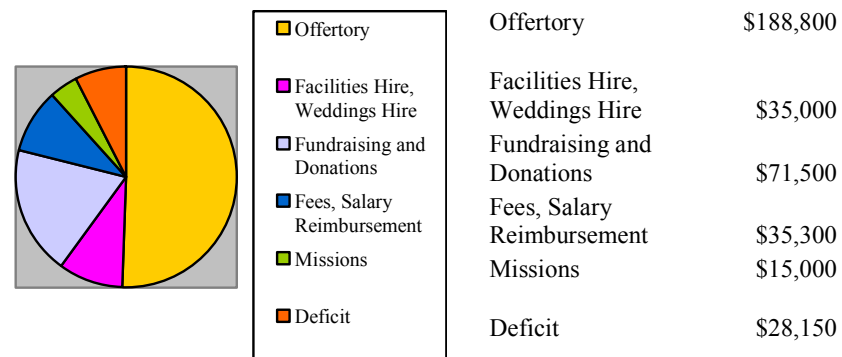 Offertory
Facilities Hire,
Weddings Hire
Fundraising and
Donations
Fees, Salary
Reimbursement
Missions
Deficit
Offertory $188,800
Facilities Hire,
Weddings Hire $35,000
Fundraising and
Donations $71,500
Fees, Salary
Reimbursement $35,300
Missions $15,000
Deficit $28,150